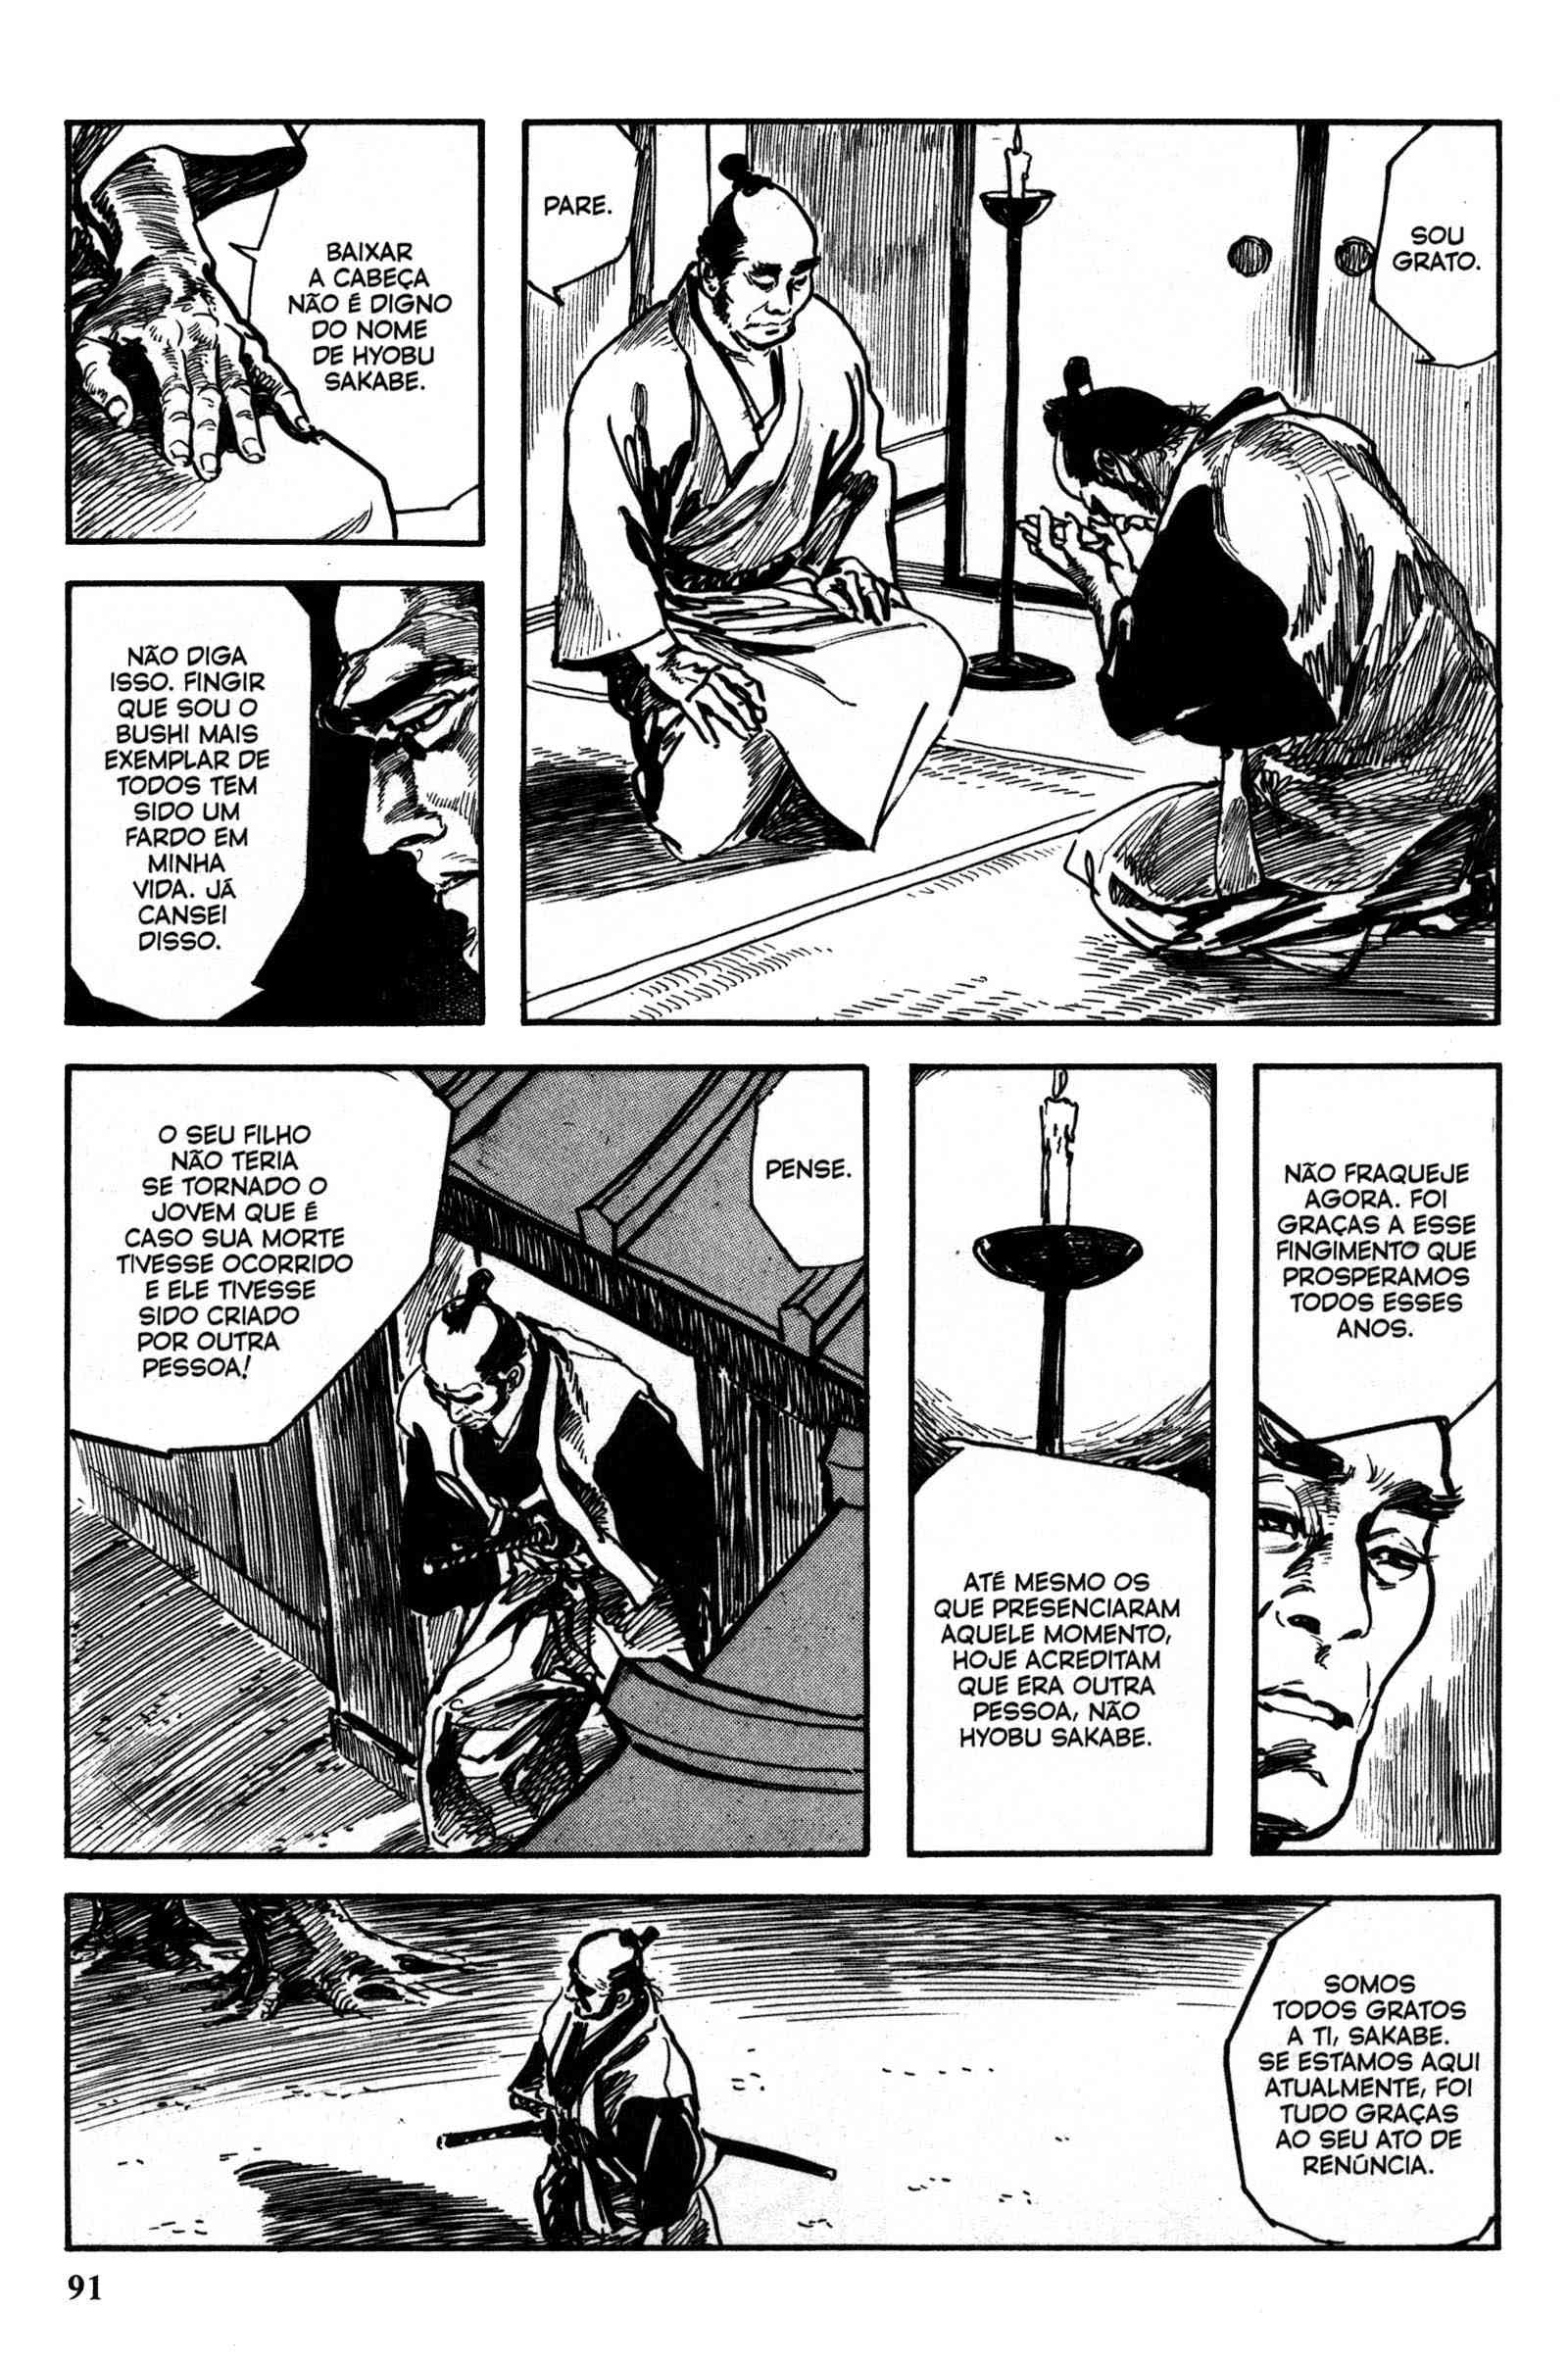 SOU
GRATO.
PARE.
BAIXAR
A CABEÇA
NÃO É DIGNO
DO NOME
DE HYOBU
SAKABE.
NÃO DIGA
ISSO. FINGIR
QUE SOU O
BUSHI MAIS
EXEMPLAR DE
TODOS TEM
SIDO UM
FARDO EM
MINHA
VIDA. JÁ
CANSEI
DISSO.
NÃO FRAQUEJE
AGORA. FOI
GRAÇAS A ESSE
FINGIMENTO QUE
PROSPERAMOS
TODOS ESSES
ANOS.
ATÉ MESMO OS
QUE PRESENCIARAM
AQUELE MOMENTO,
HOJE ACREDITAM
QUE ERA OUTRA
PESSOA, NÃO
HYOBU SAKABE.
PENSE.
O SEU FILHO
NÃO TERIA
SE TORNADO O
JOVEM QUE É
CASO SUA MORTE
TIVESSE OCORRIDO
E ELE TIVESSE
SIDO CRIADO
POR OUTRA
PESSOA!
SOMOS
TODOS GRATOS
A TI, SAKABE.
SE ESTAMOS AQUI
ATUALMENTE, FOI
TUDO GRAÇAS
AO SEU ATO DE
RENÚNCIA.
91